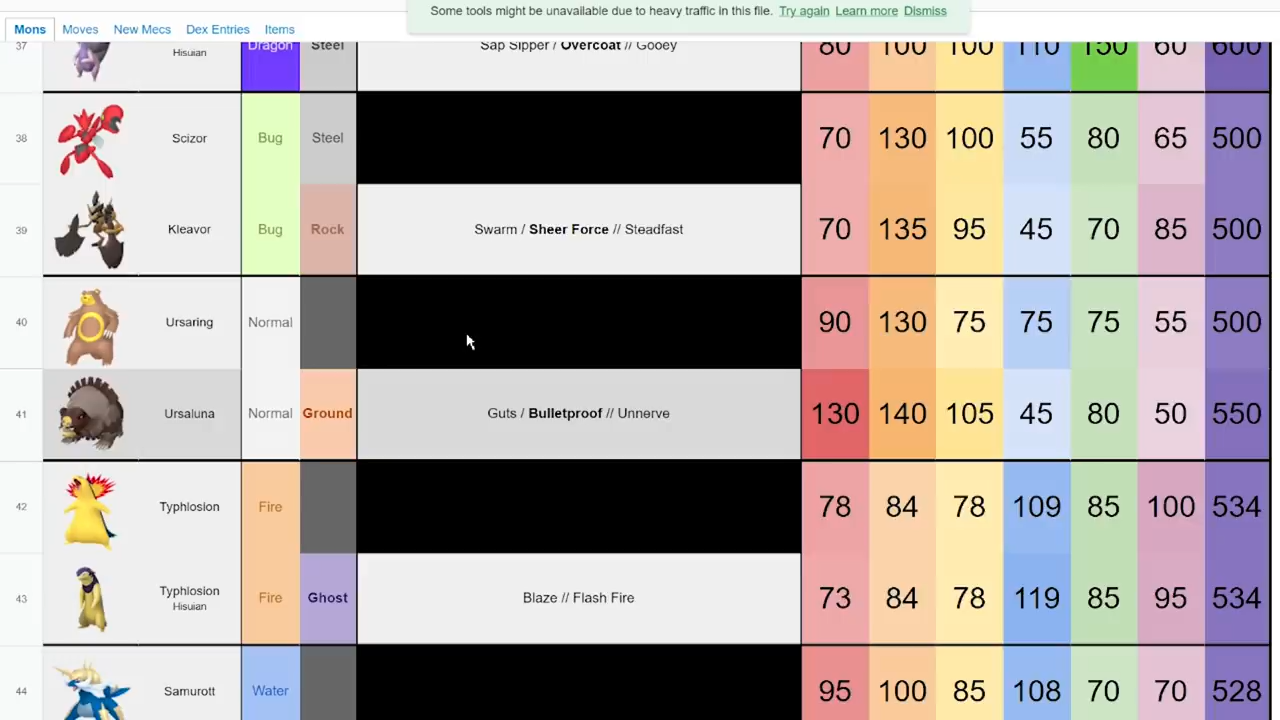 Some tools might be unavailable due to heavy traffic in this file. Try again Learn more Dismiss
Mons Moves New Mecs Dex Entries Items
37 Hisuian Dragon Steel Sap Sipper / Overcoat // Gooey 80 100 100 110 150 60 600
38 Scizor Bug Steel 70 130 100 55 80 65 500
39 Kleavor Bug Rock Swarm / Sheer Force // Steadfast 70 135 95 45 70 85 500
40 Ursaring Normal 90 130 75 75 75 55 500
41 Ursaluna Normal Ground Guts / Bulletproof // Unnerve 130 140 105 45 80 50 550
42 Typhlosion Fire 78 84 78 109 85 100 534
43 Typhlosion Fire Ghost Blaze // Flash Fire 73 84 78 119 85 95 534
Hisuian
44 Samurott Water 95 100 85 108 70 70 528